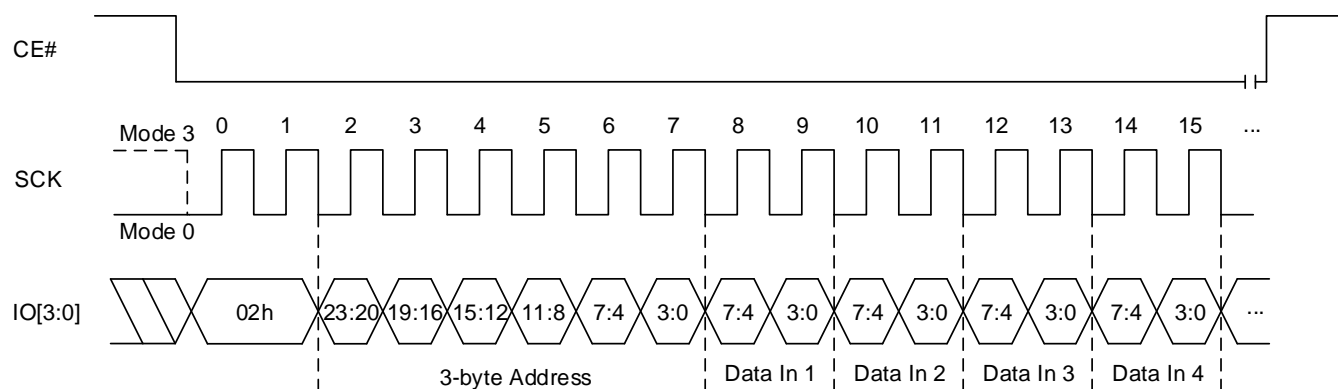 CE#
0 1 2 3 4 5 6 7 8 9 10 11 12 13 14 15 ...
Mode 3
SCK
Mode 0
IO[3:0] 02h 23:20 19:16 15:12 11:8 7:4 3:0 7:4 3:0 7:4 3:0 7:4 3:0 7:4 3:0 ...
3-byte Address Data In 1 Data In 2 Data In 3 Data In 4